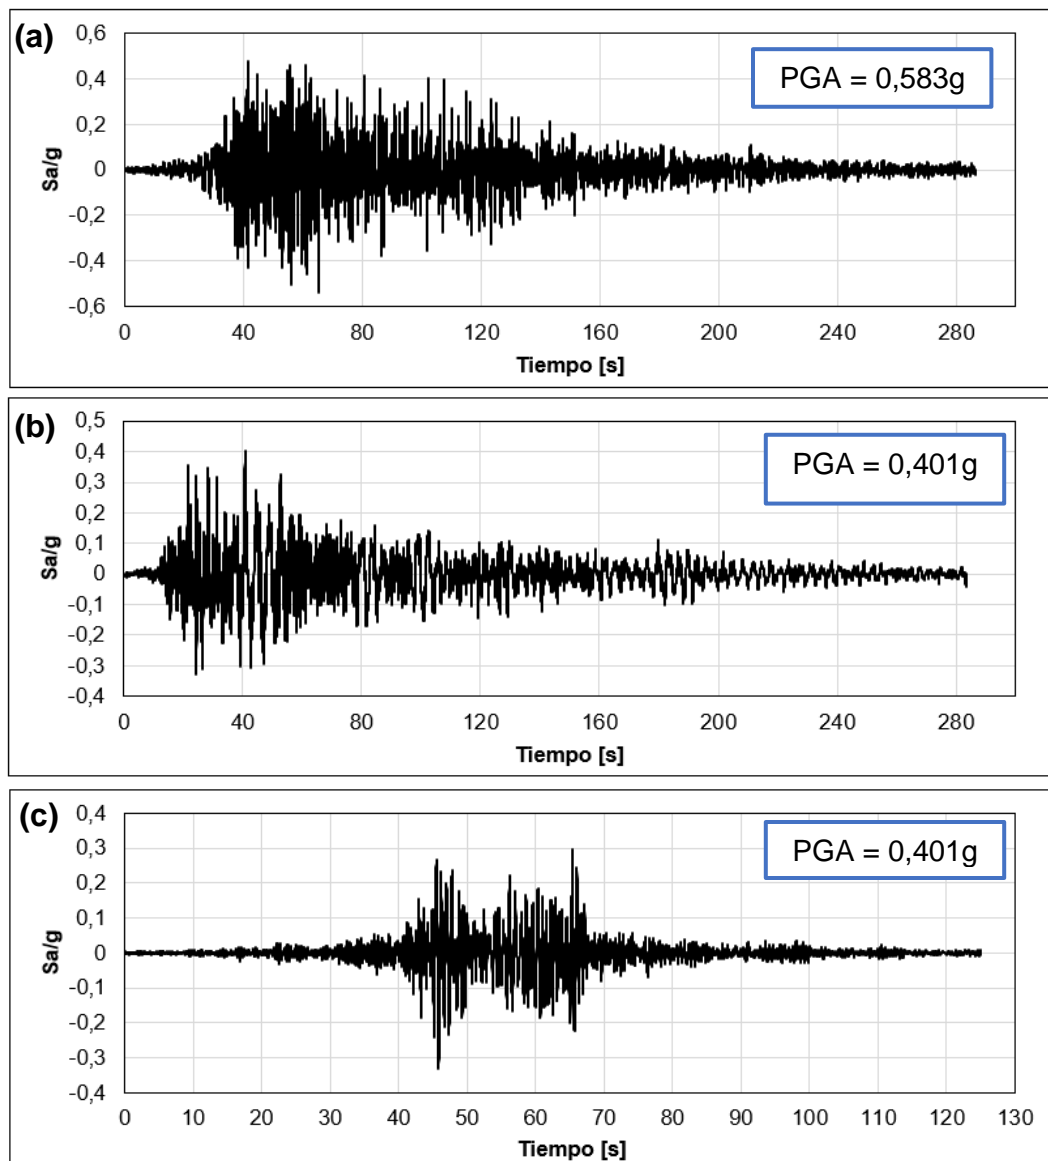 (a)
PGA = 0,583g
0,6
0,4
0,2
0
-0,2
-0,4
-0,6
Sa/g
0 40 80 120 160 200 240 280
Tiempo [s]
(b)
PGA = 0,401g
0,5
0,4
0,3
0,2
0,1
0
-0,1
-0,2
-0,3
-0,4
Sa/g
0 40 80 120 160 200 240 280
Tiempo [s]
(c)
PGA = 0,401g
0,4
0,3
0,2
0,1
0
-0,1
-0,2
-0,3
-0,4
Sa/g
0 10 20 30 40 50 60 70 80 90 100 110 120 130
Tiempo [s]